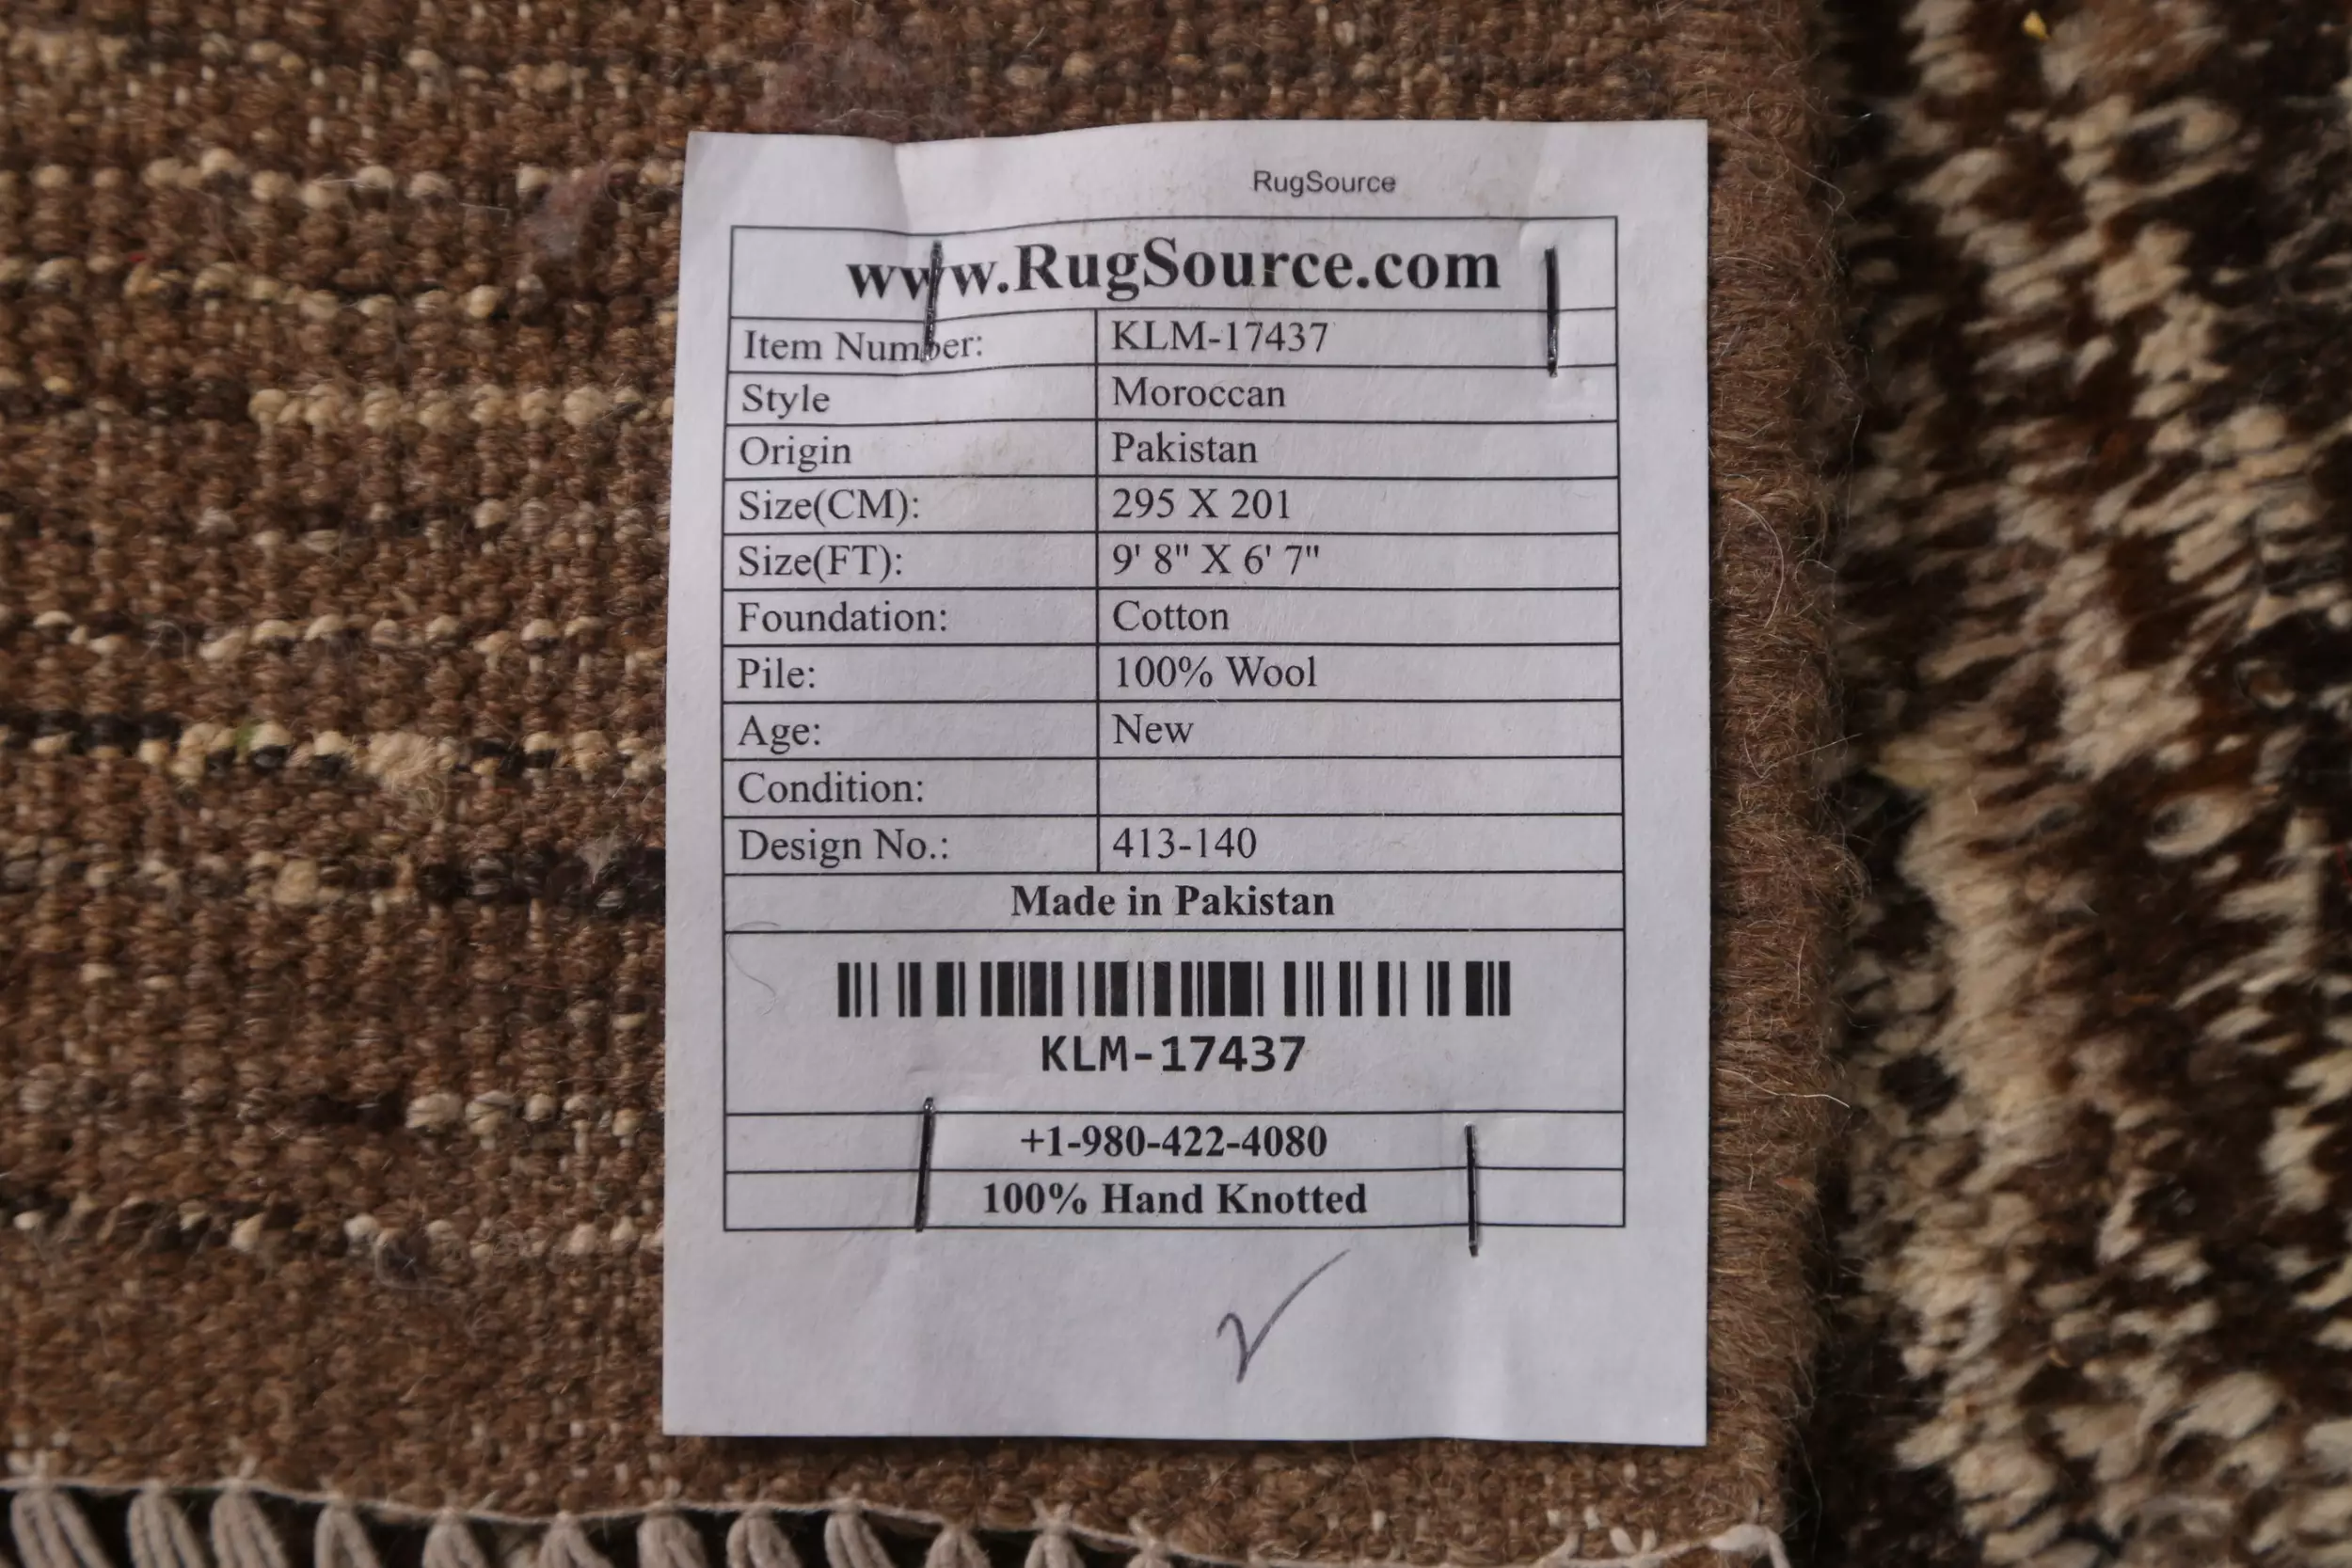 RugSource
www.RugSource.com
Item Number: KLM-17437
Style Moroccan
Origin Pakistan
Size(CM): 295 X 201
Size(FT): 9' 8" X 6' 7"
Foundation: Cotton
Pile: 100% Wool
Age: New
Condition:
Design No.: 413-140
Made in Pakistan
KLM-17437
+1-980-422-4080
100% Hand Knotted